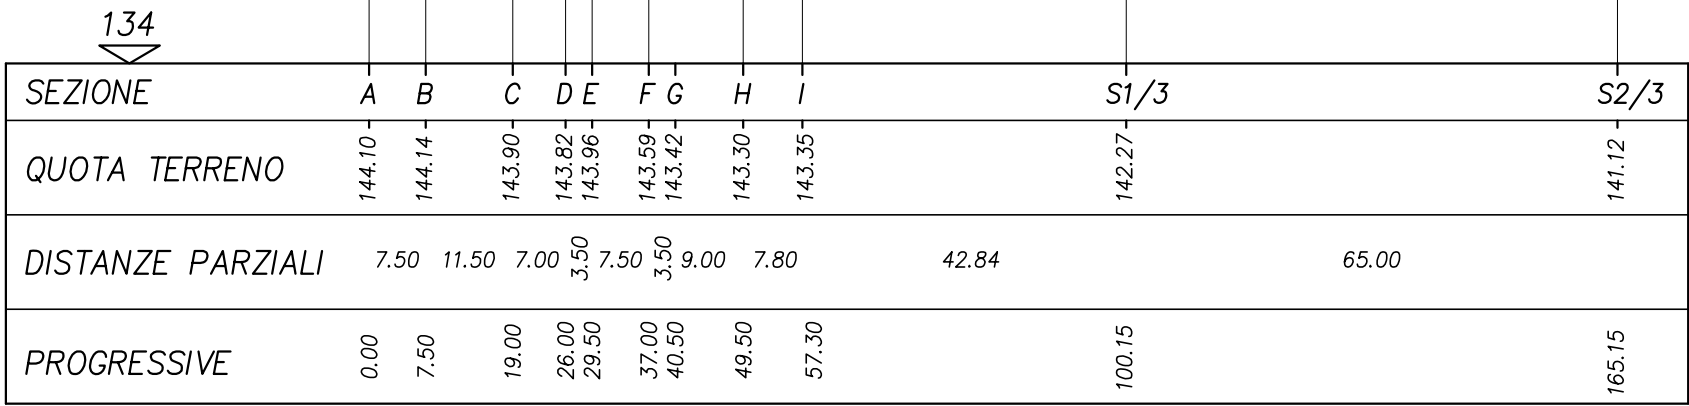 134
SEZIONE A B C D E F G H I S1/3 S2/3
QUOTA TERRENO 144.10 144.14 143.90 143.82 143.96 143.59 143.42 143.30 143.35 142.27 141.12
DISTANZE PARZIALI 7.50 11.50 7.00 3.50 7.50 3.50 9.00 7.80 42.84 65.00
PROGRESSIVE 0.00 7.50 19.00 26.00 29.50 37.00 40.50 49.50 57.30 100.15 165.15